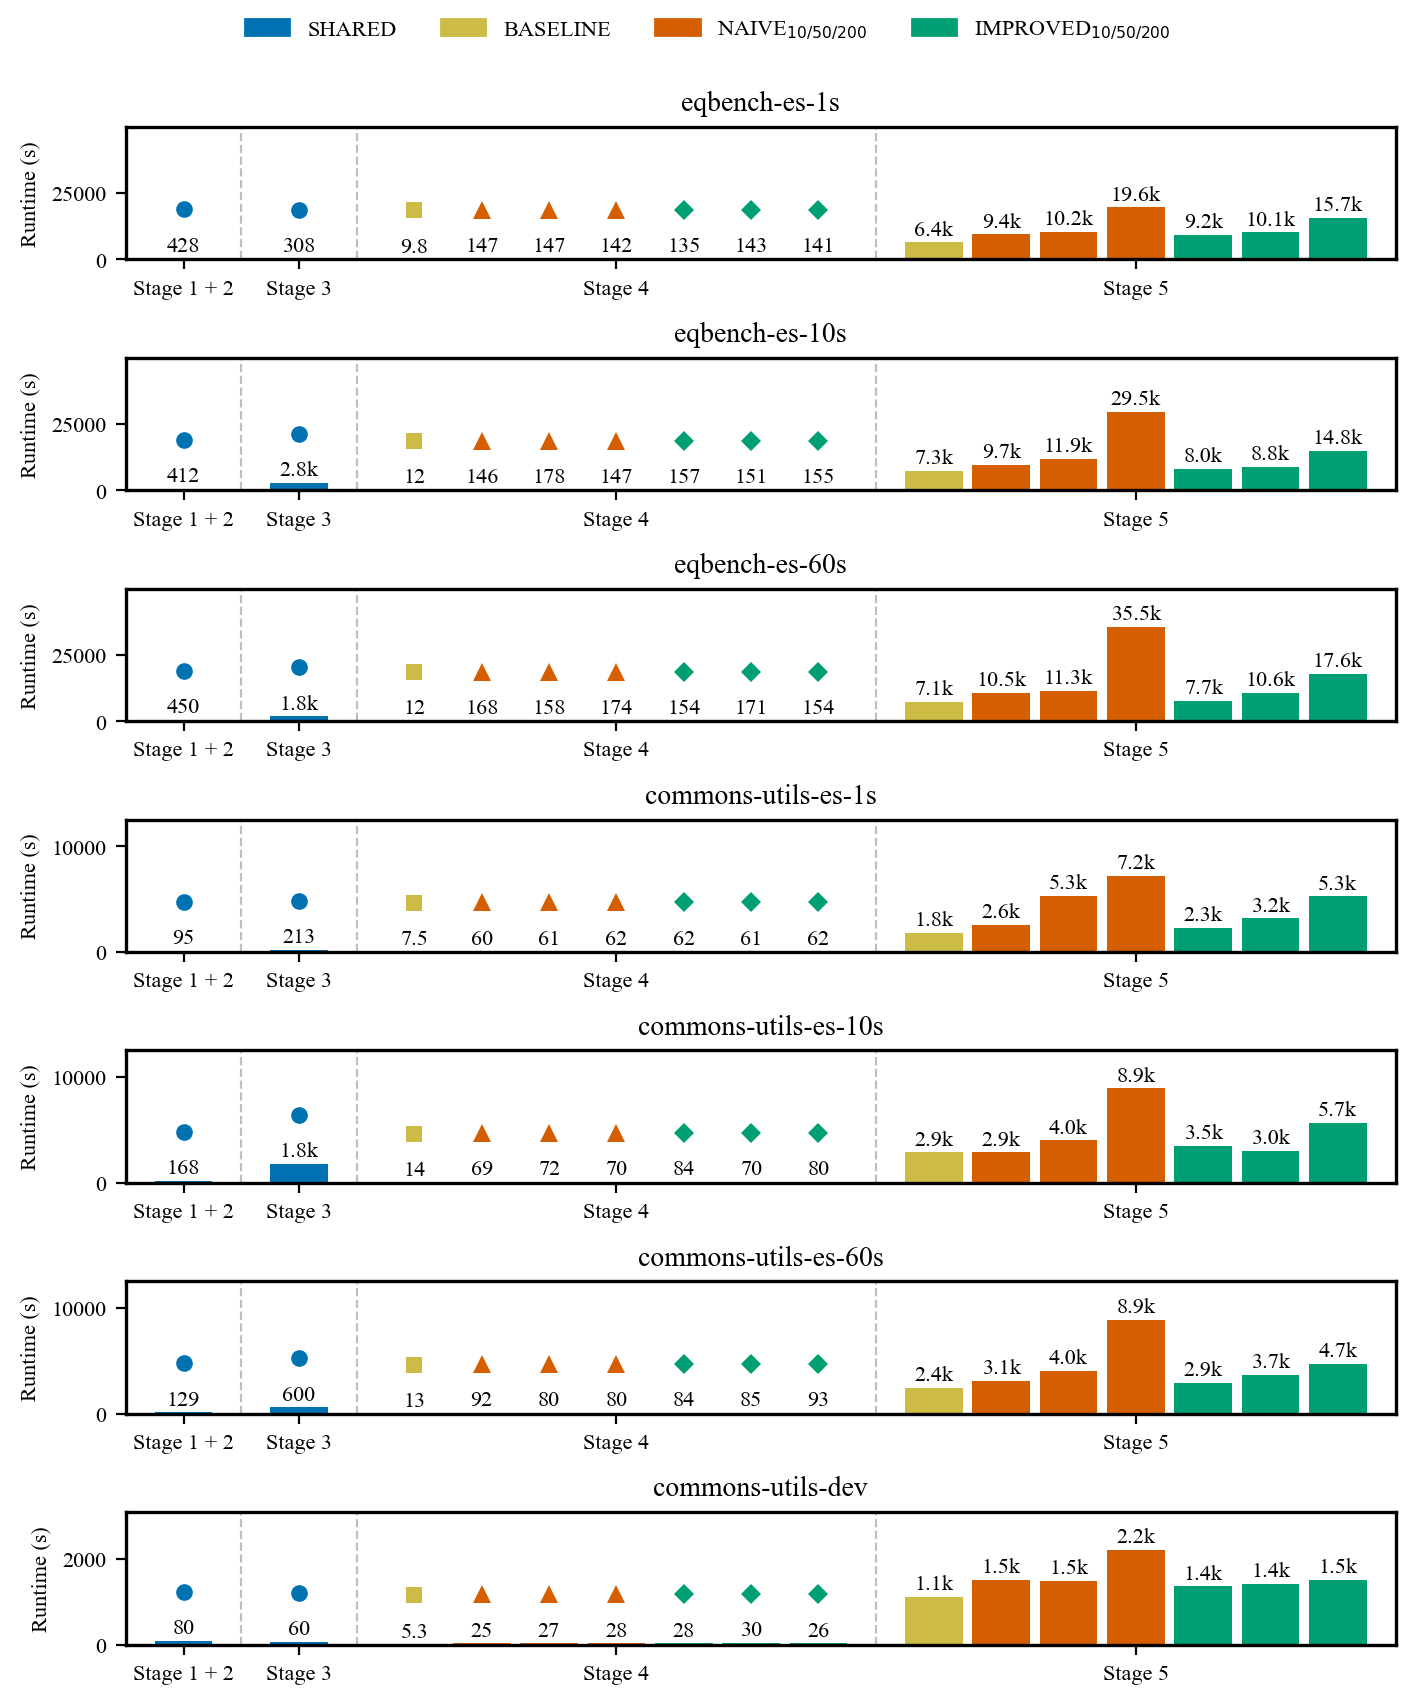 SHARED BASELINE NAIVE10/50/200 IMPROVED10/50/200
eqbench-es-1s
Runtime (s)
25000
0
428 308 9.8 147 147 142 135 143 141 6.4k 9.4k 10.2k 19.6k 9.2k 10.1k 15.7k
Stage 1 + 2 Stage 3 Stage 4 Stage 5
eqbench-es-10s
Runtime (s)
25000
0
412 2.8k 12 146 178 147 157 151 155 7.3k 9.7k 11.9k 29.5k 8.0k 8.8k 14.8k
Stage 1 + 2 Stage 3 Stage 4 Stage 5
eqbench-es-60s
Runtime (s)
25000
0
450 1.8k 12 168 158 174 154 171 154 7.1k 10.5k 11.3k 35.5k 7.7k 10.6k 17.6k
Stage 1 + 2 Stage 3 Stage 4 Stage 5
commons-utils-es-1s
Runtime (s)
10000
0
95 213 7.5 60 61 62 62 61 62 1.8k 2.6k 5.3k 7.2k 2.3k 3.2k 5.3k
Stage 1 + 2 Stage 3 Stage 4 Stage 5
commons-utils-es-10s
Runtime (s)
10000
0
168 1.8k 14 69 72 70 84 70 80 2.9k 2.9k 4.0k 8.9k 3.5k 3.0k 5.7k
Stage 1 + 2 Stage 3 Stage 4 Stage 5
commons-utils-es-60s
Runtime (s)
10000
0
129 600 13 92 80 80 84 85 93 2.4k 3.1k 4.0k 8.9k 2.9k 3.7k 4.7k
Stage 1 + 2 Stage 3 Stage 4 Stage 5
commons-utils-dev
Runtime (s)
2000
0
80 60 5.3 25 27 28 28 30 26 1.1k 1.5k 1.5k 2.2k 1.4k 1.4k 1.5k
Stage 1 + 2 Stage 3 Stage 4 Stage 5